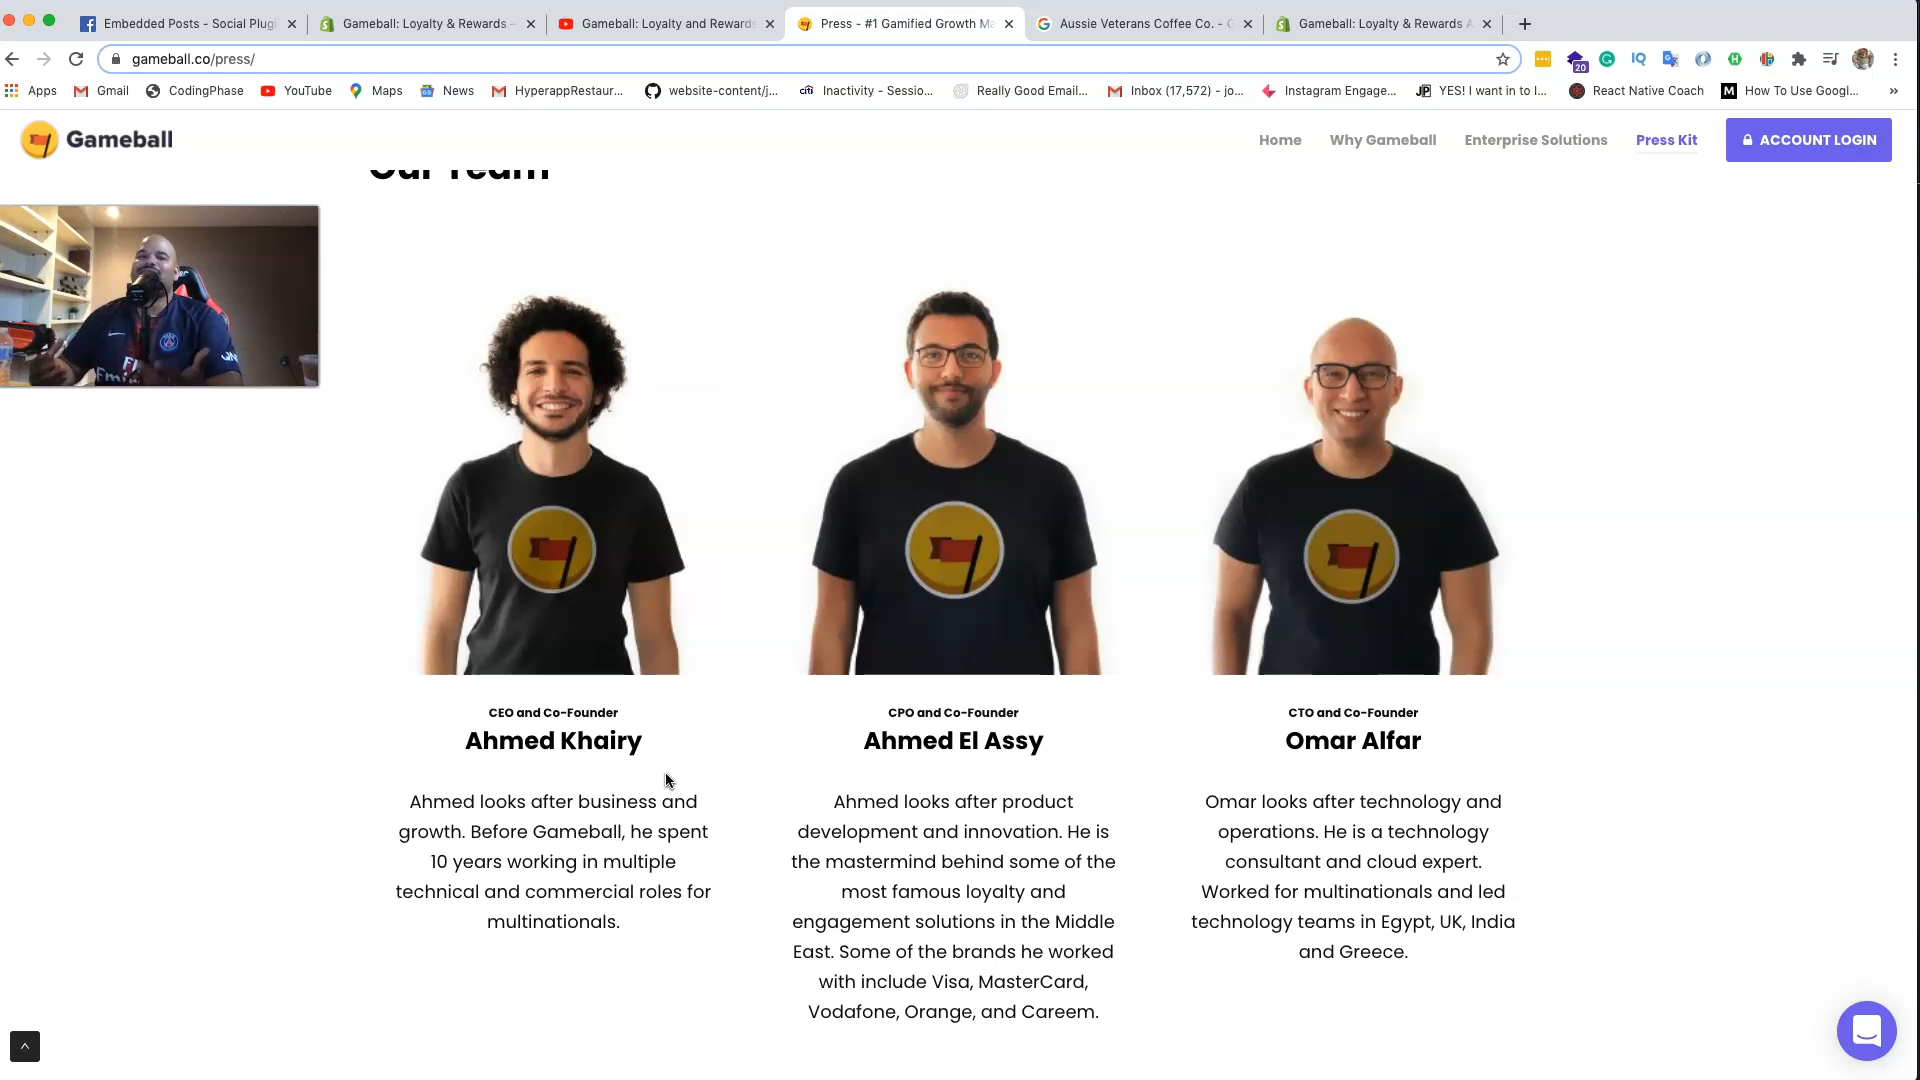 Embedded Posts - Social Plugi
Gameball: Loyalty & Rewards -
Gameball: Loyalty and Rewards
Press - #1 Gamified Growth Ma
Aussie Veterans Coffee Co. - G
Gameball: Loyalty & Rewards A
gameball.co/press/
20
Apps
Gmail
CodingPhase
YouTube
Maps
News
HyperappRestaur...
website-content/j...
Inactivity - Sessio...
Really Good Email...
Inbox (17,572) - jo...
Instagram Engage...
YES! I want in to I...
React Native Coach
How To Use Googl...
»
Gameball
Home
Why Gameball
Enterprise Solutions
Press Kit
ACCOUNT LOGIN
Our Team
CEO and Co-Founder
Ahmed Khairy
Ahmed looks after business and
growth. Before Gameball, he spent
10 years working in multiple
technical and commercial roles for
multinationals.
CPO and Co-Founder
Ahmed El Assy
Ahmed looks after product
development and innovation. He is
the mastermind behind some of the
most famous loyalty and
engagement solutions in the Middle
East. Some of the brands he worked
with include Visa, MasterCard,
Vodafone, Orange, and Careem.
CTO and Co-Founder
Omar Alfar
Omar looks after technology and
operations. He is a technology
consultant and cloud expert.
Worked for multinationals and led
technology teams in Egypt, UK, India
and Greece.